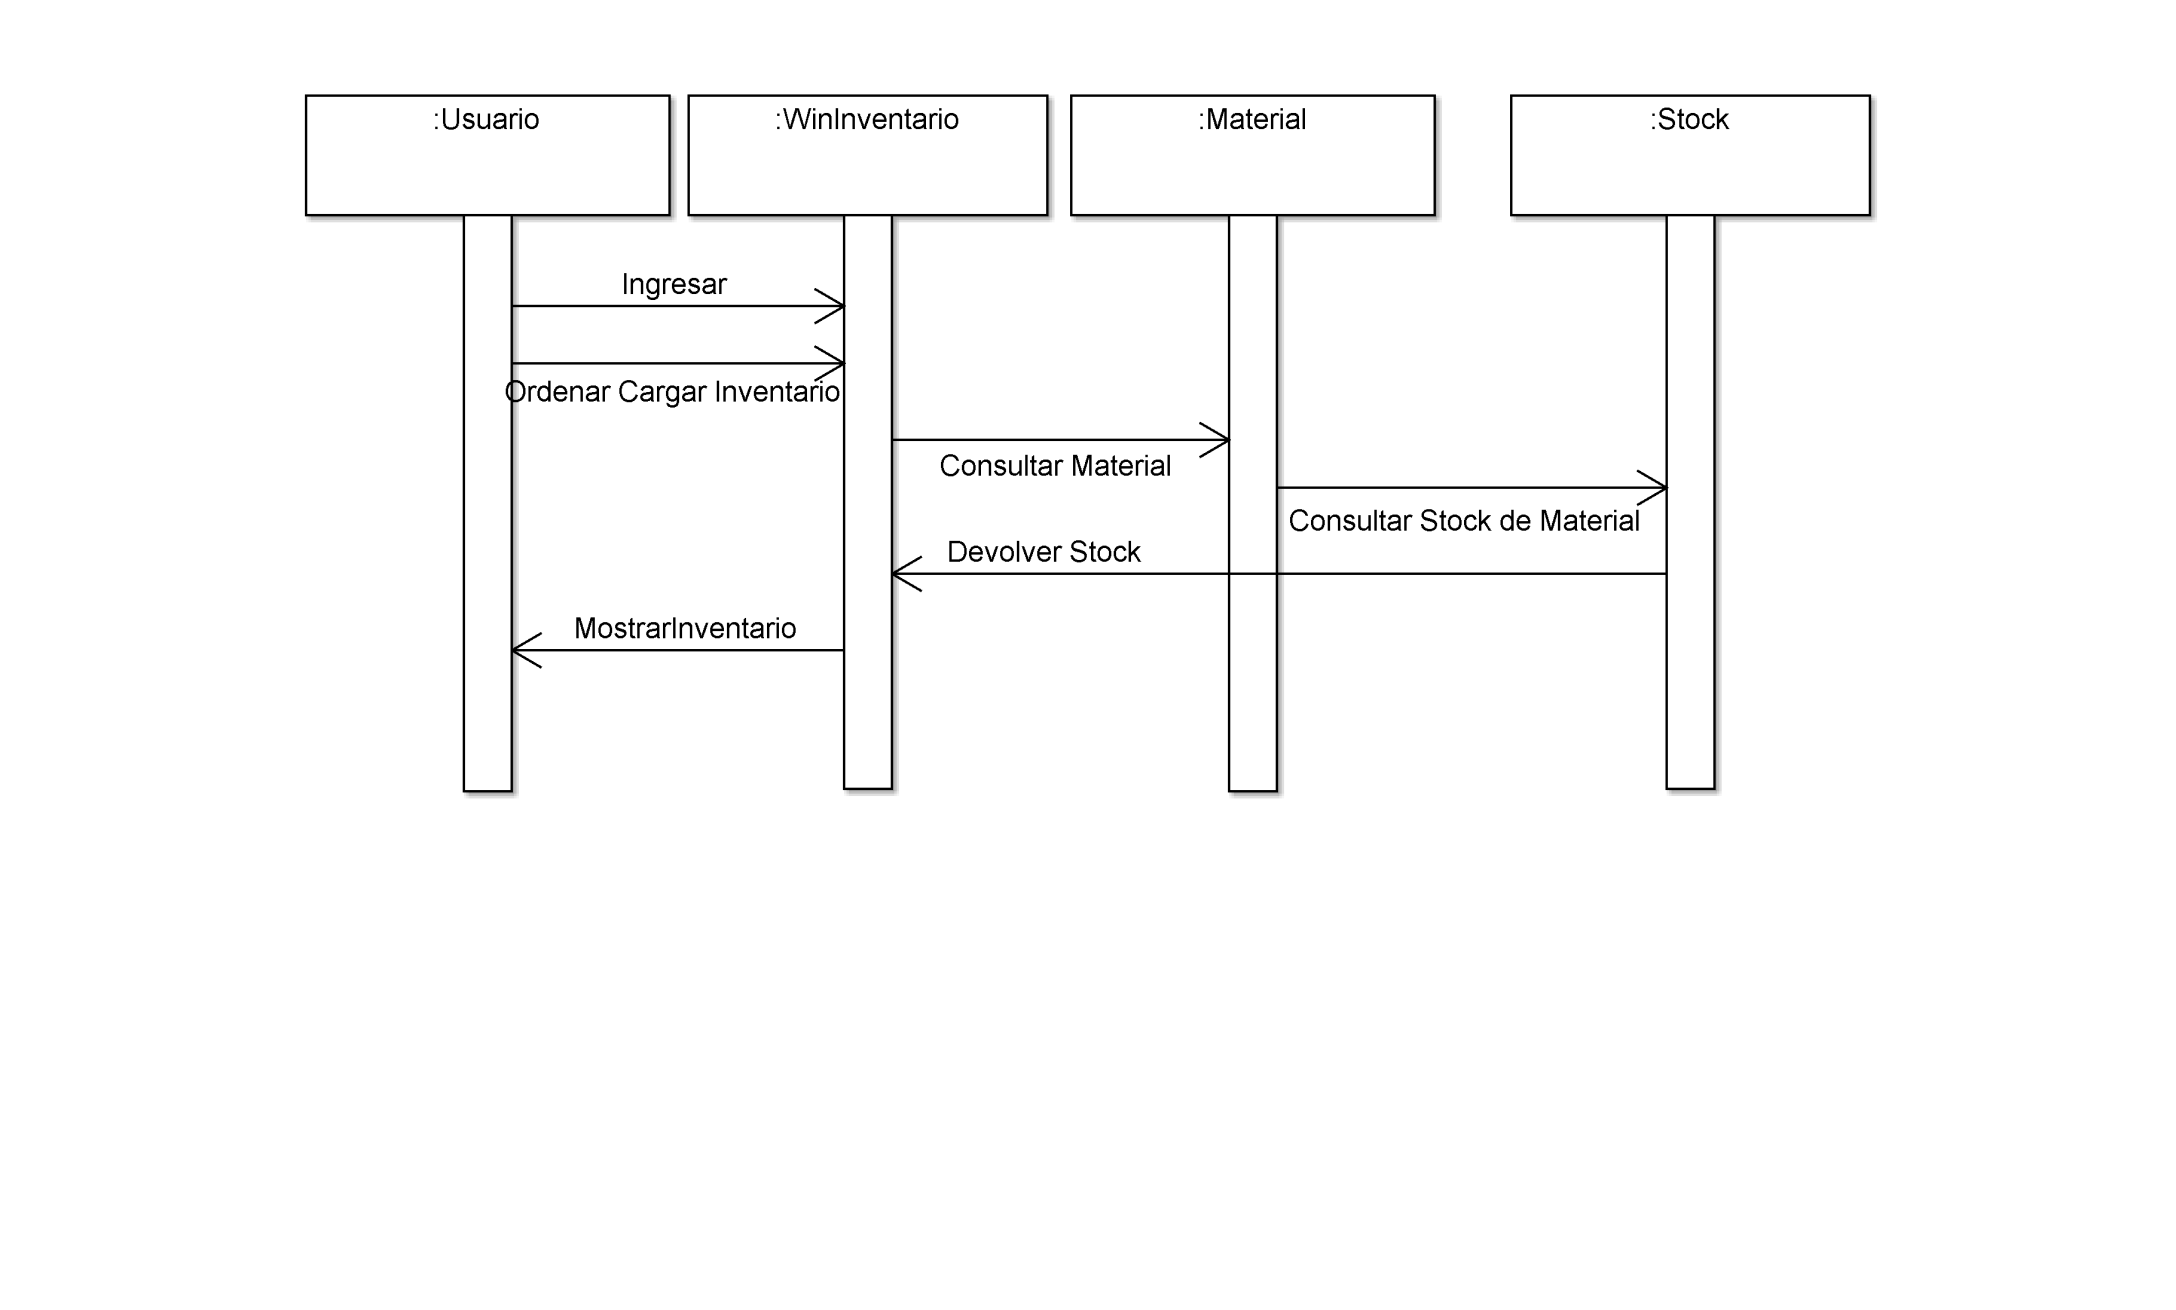 :Usuario
:WinInventario
:Material
:Stock
Ingresar
Ordenar Cargar Inventario
Consultar Material
Consultar Stock de Material
Devolver Stock
MostrarInventario